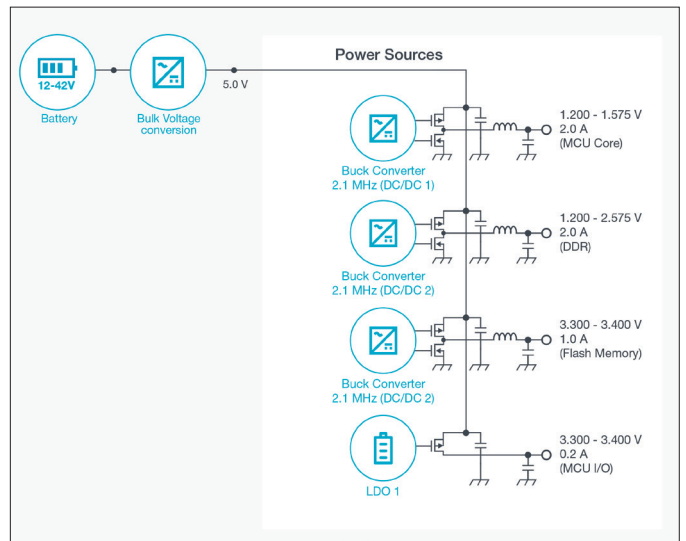 Power Sources
12-42V
Battery
Bulk Voltage
conversion
5.0 V
Buck Converter
2.1 MHz (DC/DC 1)
1.200 - 1.575 V
2.0 A
(MCU Core)
Buck Converter
2.1 MHz (DC/DC 2)
1.200 - 2.575 V
2.0 A
(DDR)
Buck Converter
2.1 MHz (DC/DC 2)
3.300 - 3.400 V
1.0 A
(Flash Memory)
LDO 1
3.300 - 3.400 V
0.2 A
(MCU I/O)